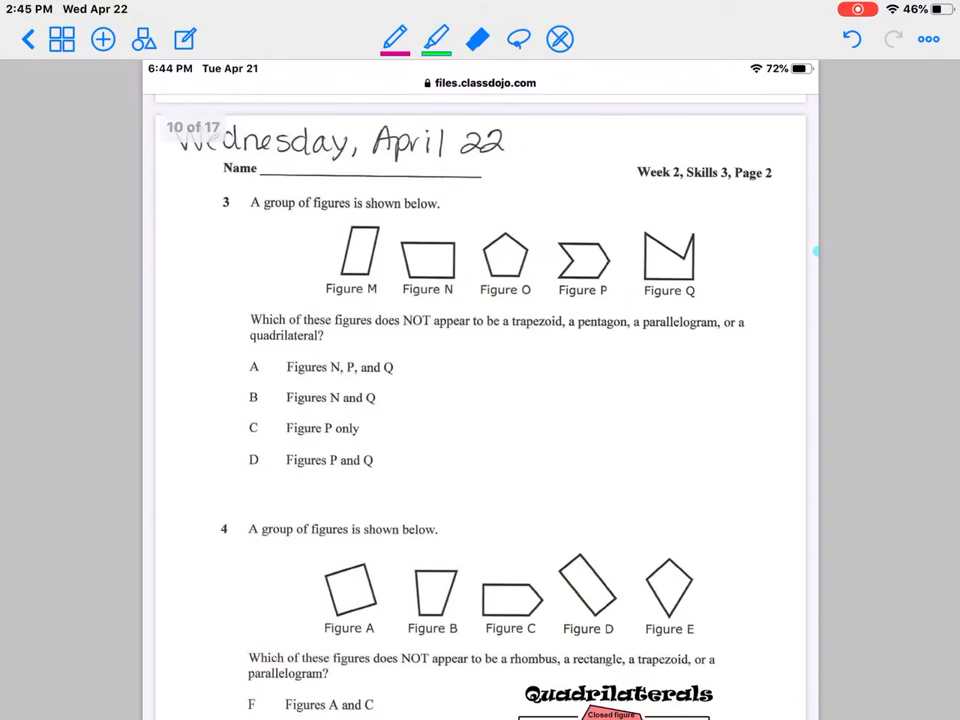 2:45 PM Wed Apr 22
46%
6:44 PM Tue Apr 21
72%
files.classdojo.com
10 of 17
Wednesday, April 22
Name
Week 2, Skills 3, Page 2
3 A group of figures is shown below.
Figure M Figure N Figure O Figure P Figure Q
Which of these figures does NOT appear to be a trapezoid, a pentagon, a parallelogram, or a
quadrilateral?
A Figures N, P, and Q
B Figures N and Q
C Figure P only
D Figures P and Q
4 A group of figures is shown below.
Figure A Figure B Figure C Figure D Figure E
Which of these figures does NOT appear to be a rhombus, a rectangle, a trapezoid, or a
parallelogram?
F Figures A and C
Quadrilaterals
Closed figure